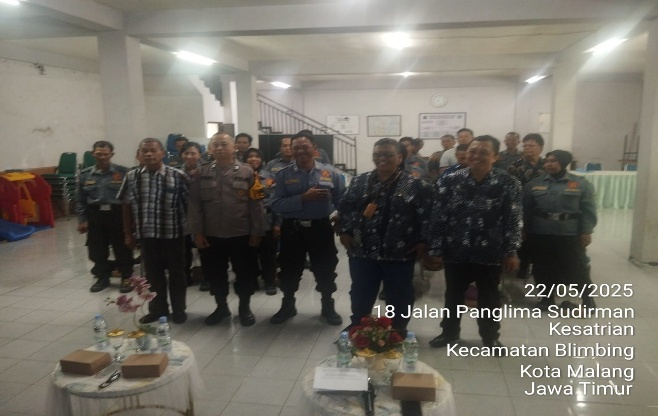 22/05/2025
18 Jalan Panglima Sudirman
Kesatrian
Kecamatan Blimbing
Kota Malang
Jawa Timur